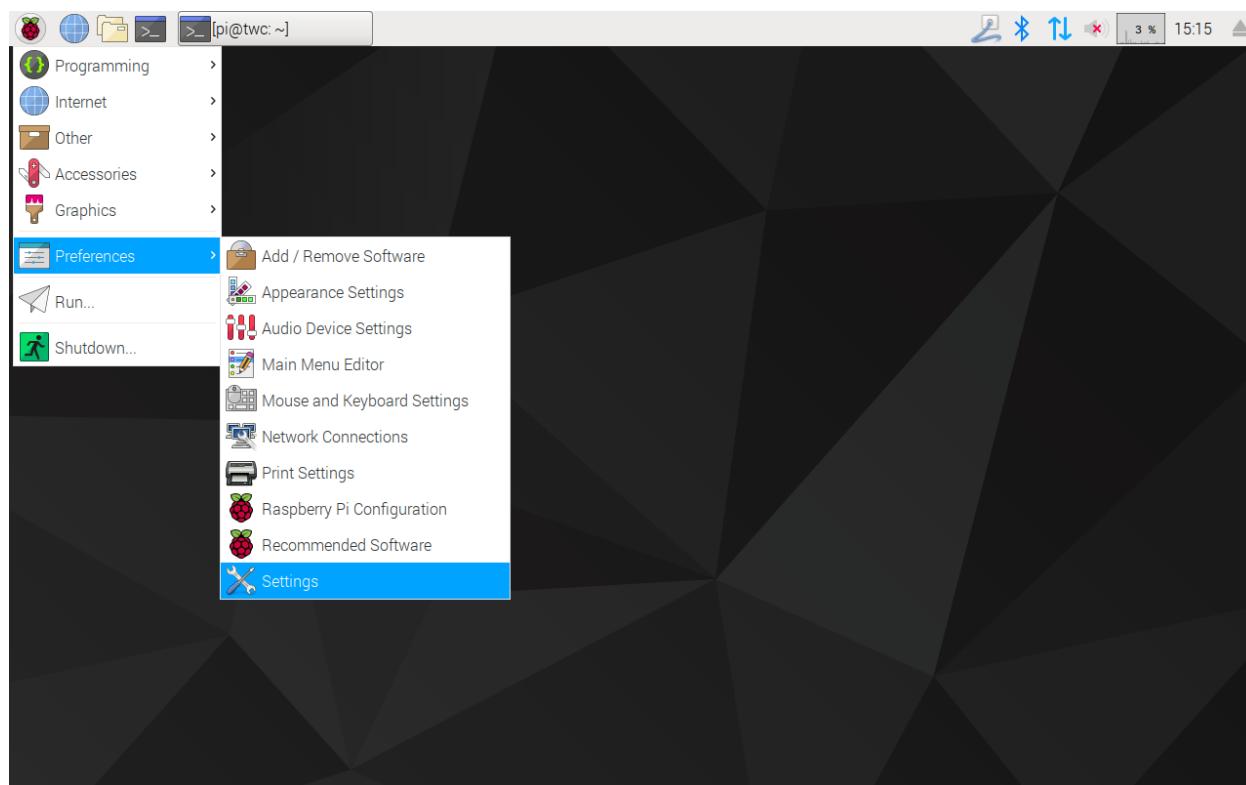 [pi@twc: ~]
3 %
15:15
Programming
Internet
Other
Accessories
Graphics
Preferences
Run...
Shutdown...
Add / Remove Software
Appearance Settings
Audio Device Settings
Main Menu Editor
Mouse and Keyboard Settings
Network Connections
Print Settings
Raspberry Pi Configuration
Recommended Software
Settings